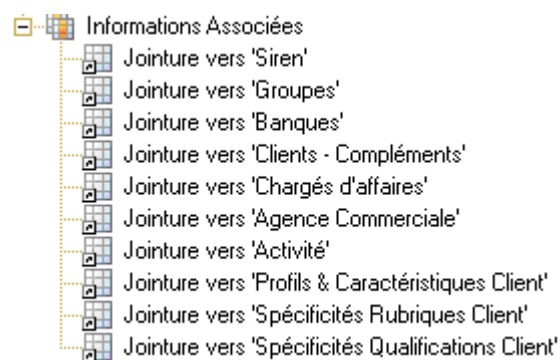 Informations Associées
Jointure vers 'Siren'
Jointure vers 'Groupes'
Jointure vers 'Banques'
Jointure vers 'Clients - Compléments'
Jointure vers 'Chargés d'affaires'
Jointure vers 'Agence Commerciale'
Jointure vers 'Activité'
Jointure vers 'Profils & Caractéristiques Client'
Jointure vers 'Spécificités Rubriques Client'
Jointure vers 'Spécificités Qualifications Client'